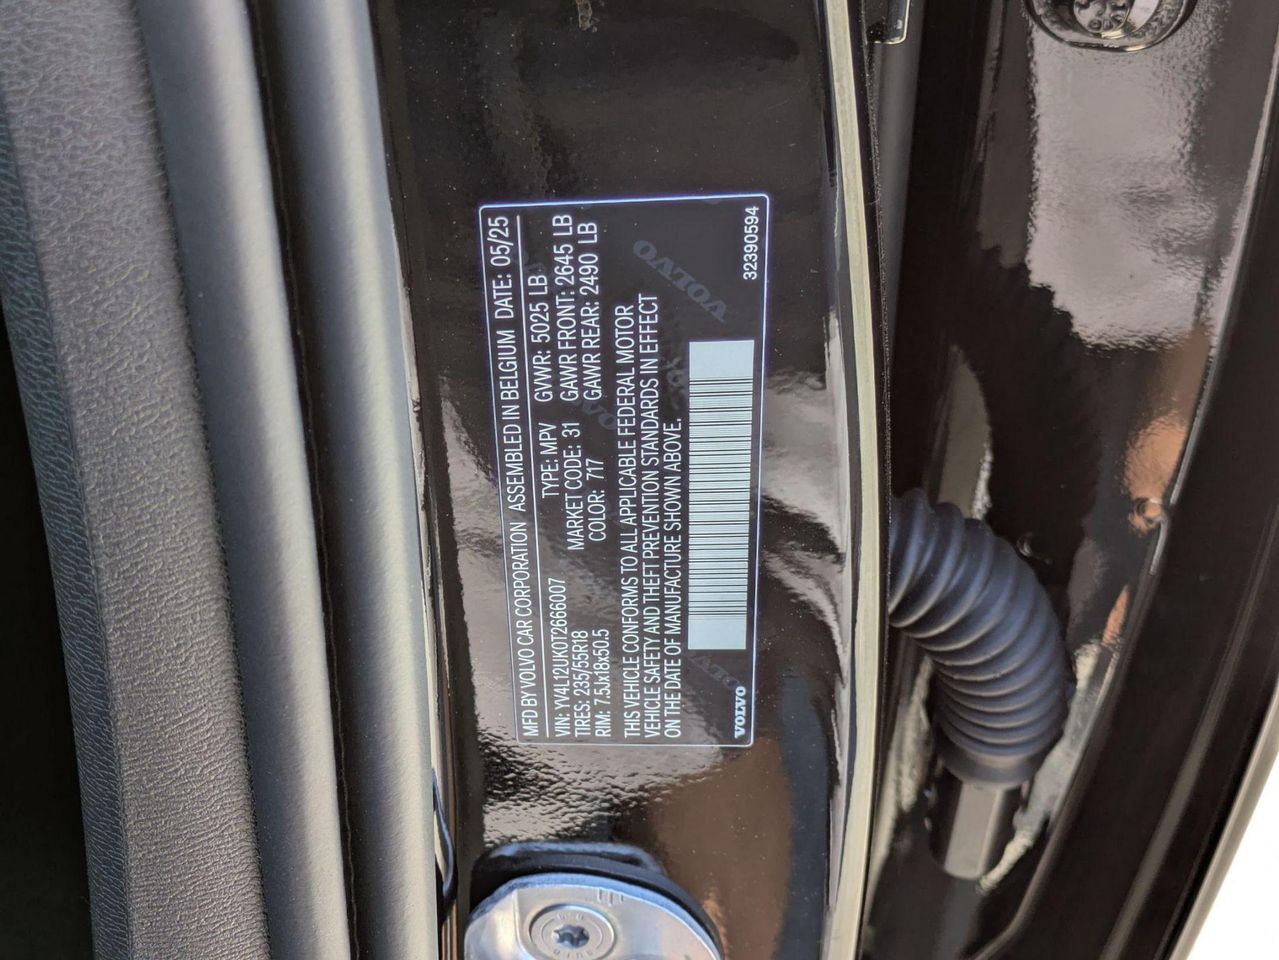 MFD BY VOLVO CAR CORPORATION ASSEMBLED IN BELGIUM DATE: 05/25
VIN: YV4L12UK0T2666007 TYPE: MPV GVWR: 5025 LB
TIRES: 235/55R18 MARKET CODE: 31 GAWR FRONT: 2645 LB
RIM: 7.5Jx18x50.5 COLOR: 717 GAWR REAR: 2490 LB
THIS VEHICLE CONFORMS TO ALL APPLICABLE FEDERAL MOTOR
VEHICLE SAFETY AND THEFT PREVENTION STANDARDS IN EFFECT
ON THE DATE OF MANUFACTURE SHOWN ABOVE.
VOLVO
32390594
VOLVO